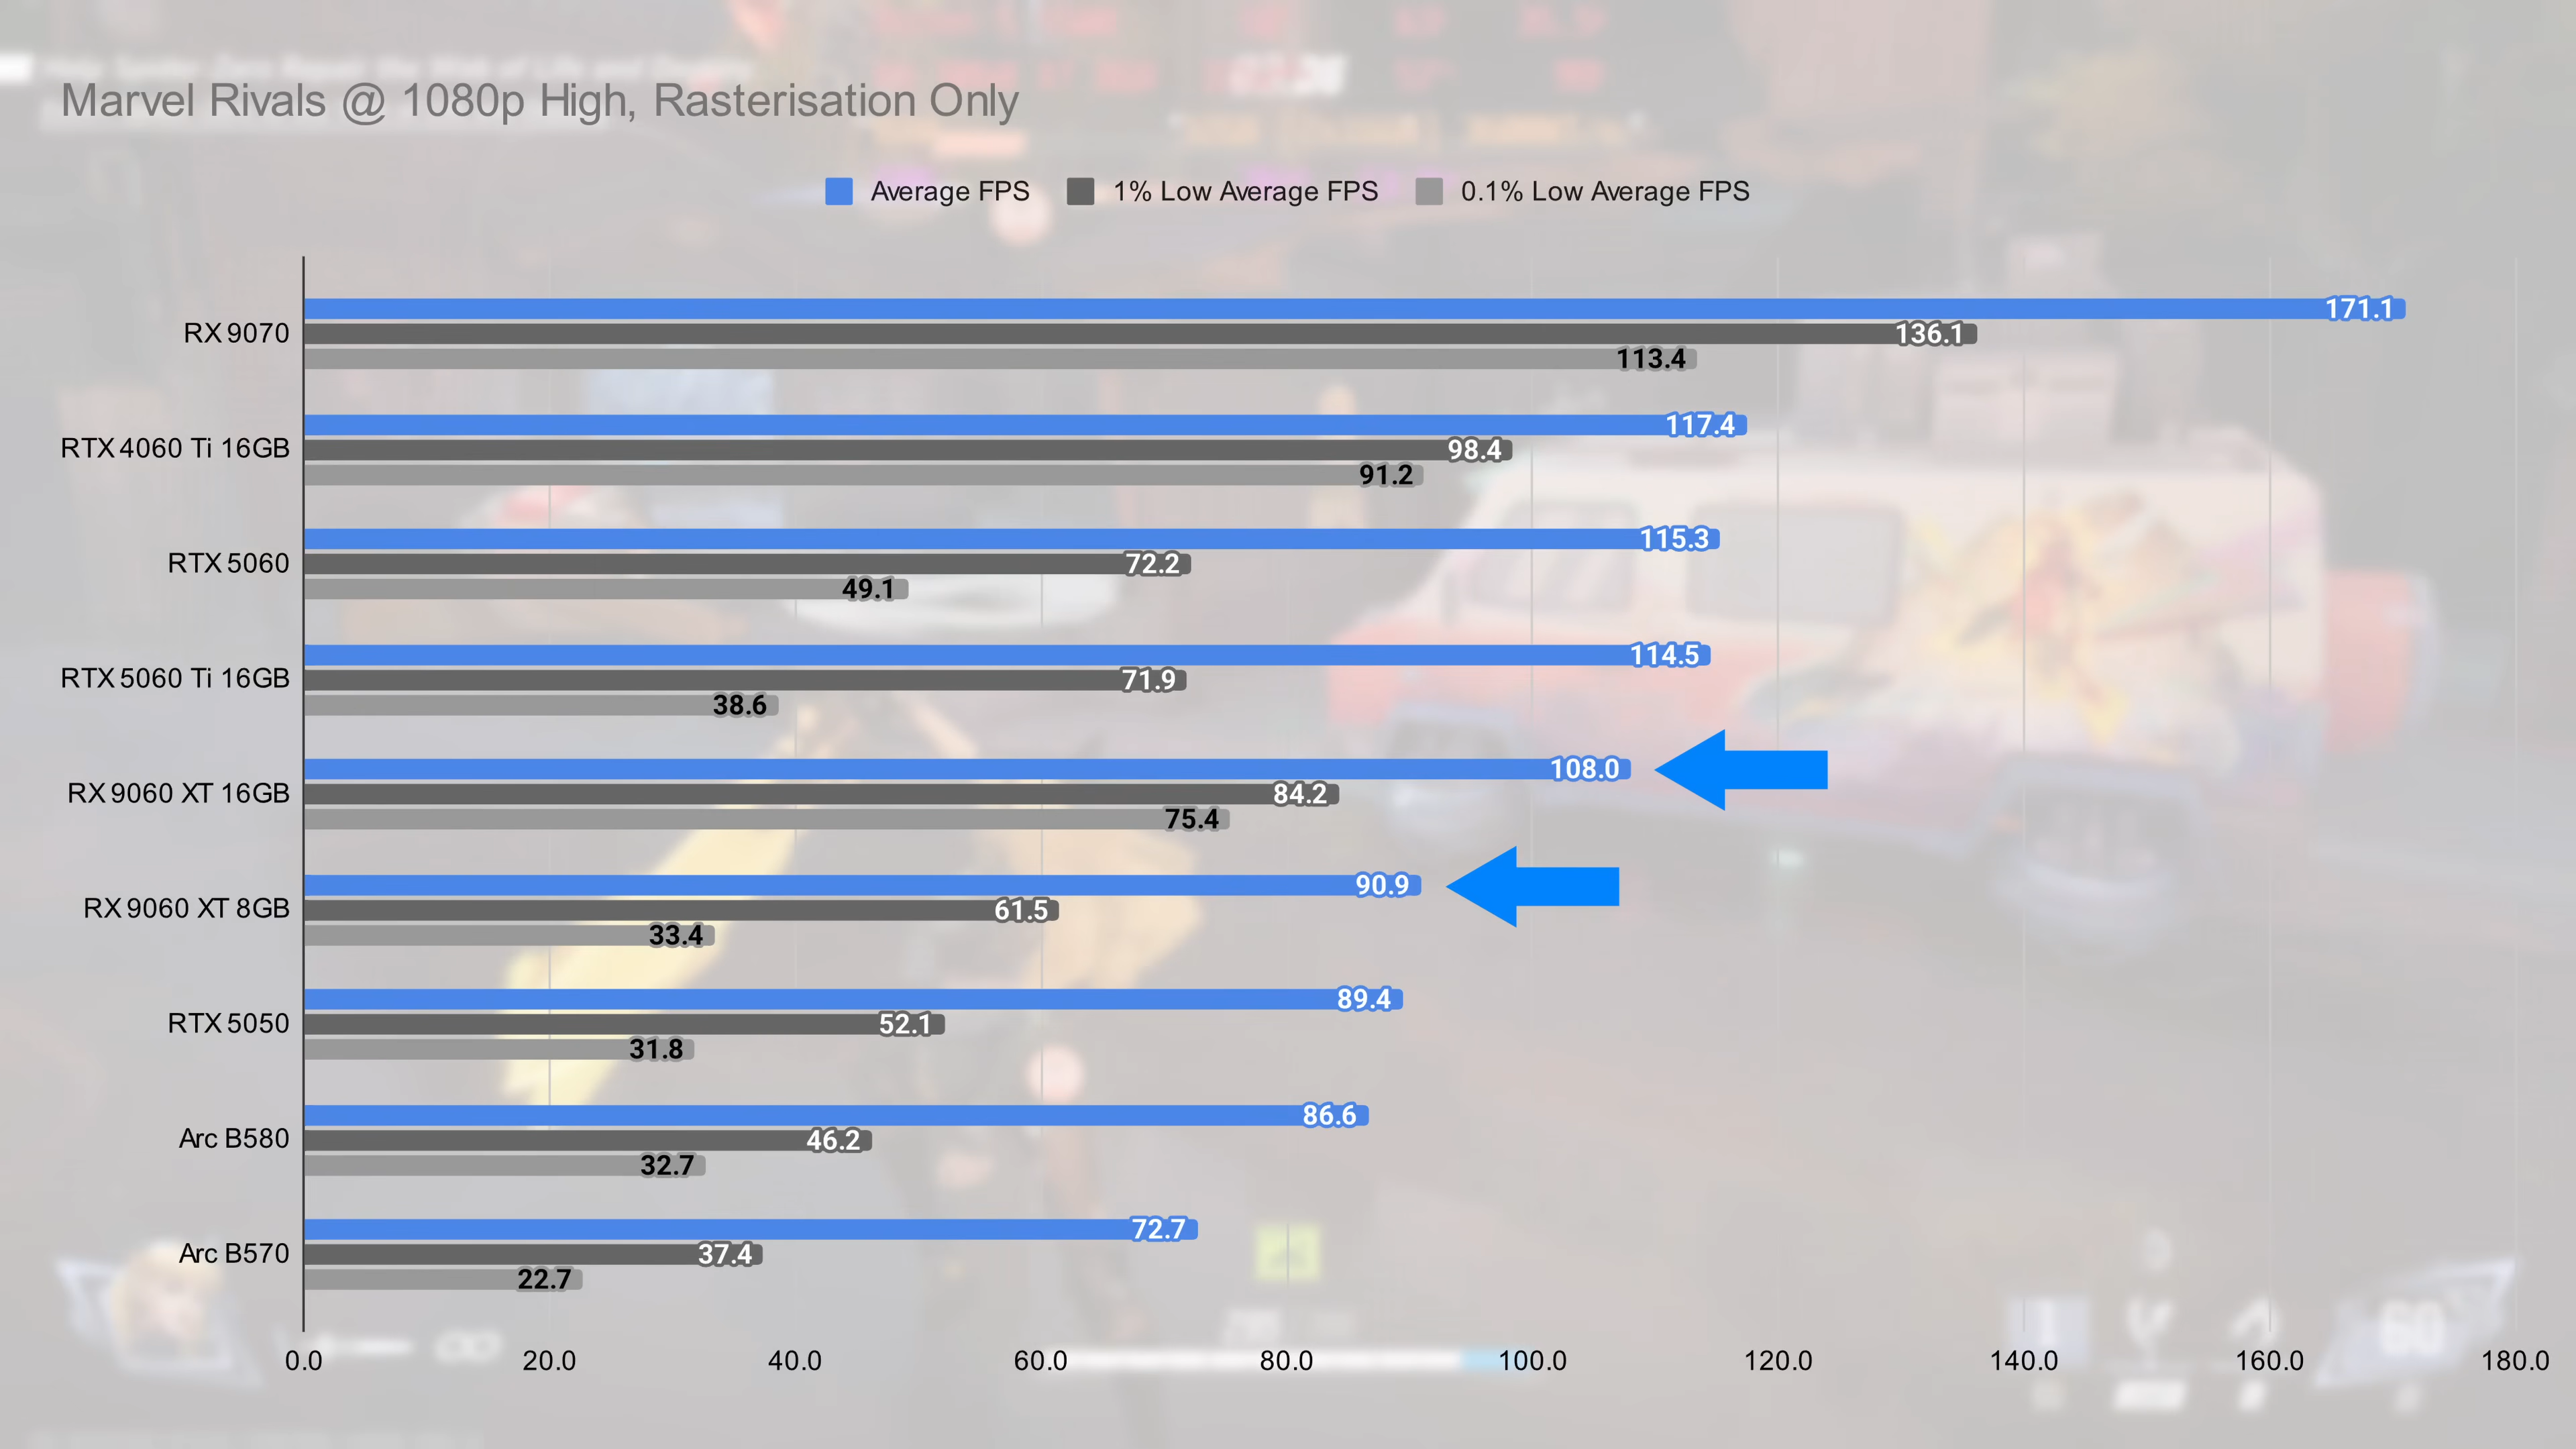 Marvel Rivals @ 1080p High, Rasterisation Only
Average FPS 1% Low Average FPS 0.1% Low Average FPS
RX 9070
171.1
136.1
113.4
RTX 4060 Ti 16GB
117.4
98.4
91.2
RTX 5060
115.3
72.2
49.1
RTX 5060 Ti 16GB
114.5
71.9
38.6
RX 9060 XT 16GB
108.0
84.2
75.4
RX 9060 XT 8GB
90.9
61.5
33.4
RTX 5050
89.4
52.1
31.8
Arc B580
86.6
46.2
32.7
Arc B570
72.7
37.4
22.7
0.0 20.0 40.0 60.0 80.0 100.0 120.0 140.0 160.0 180.0
60